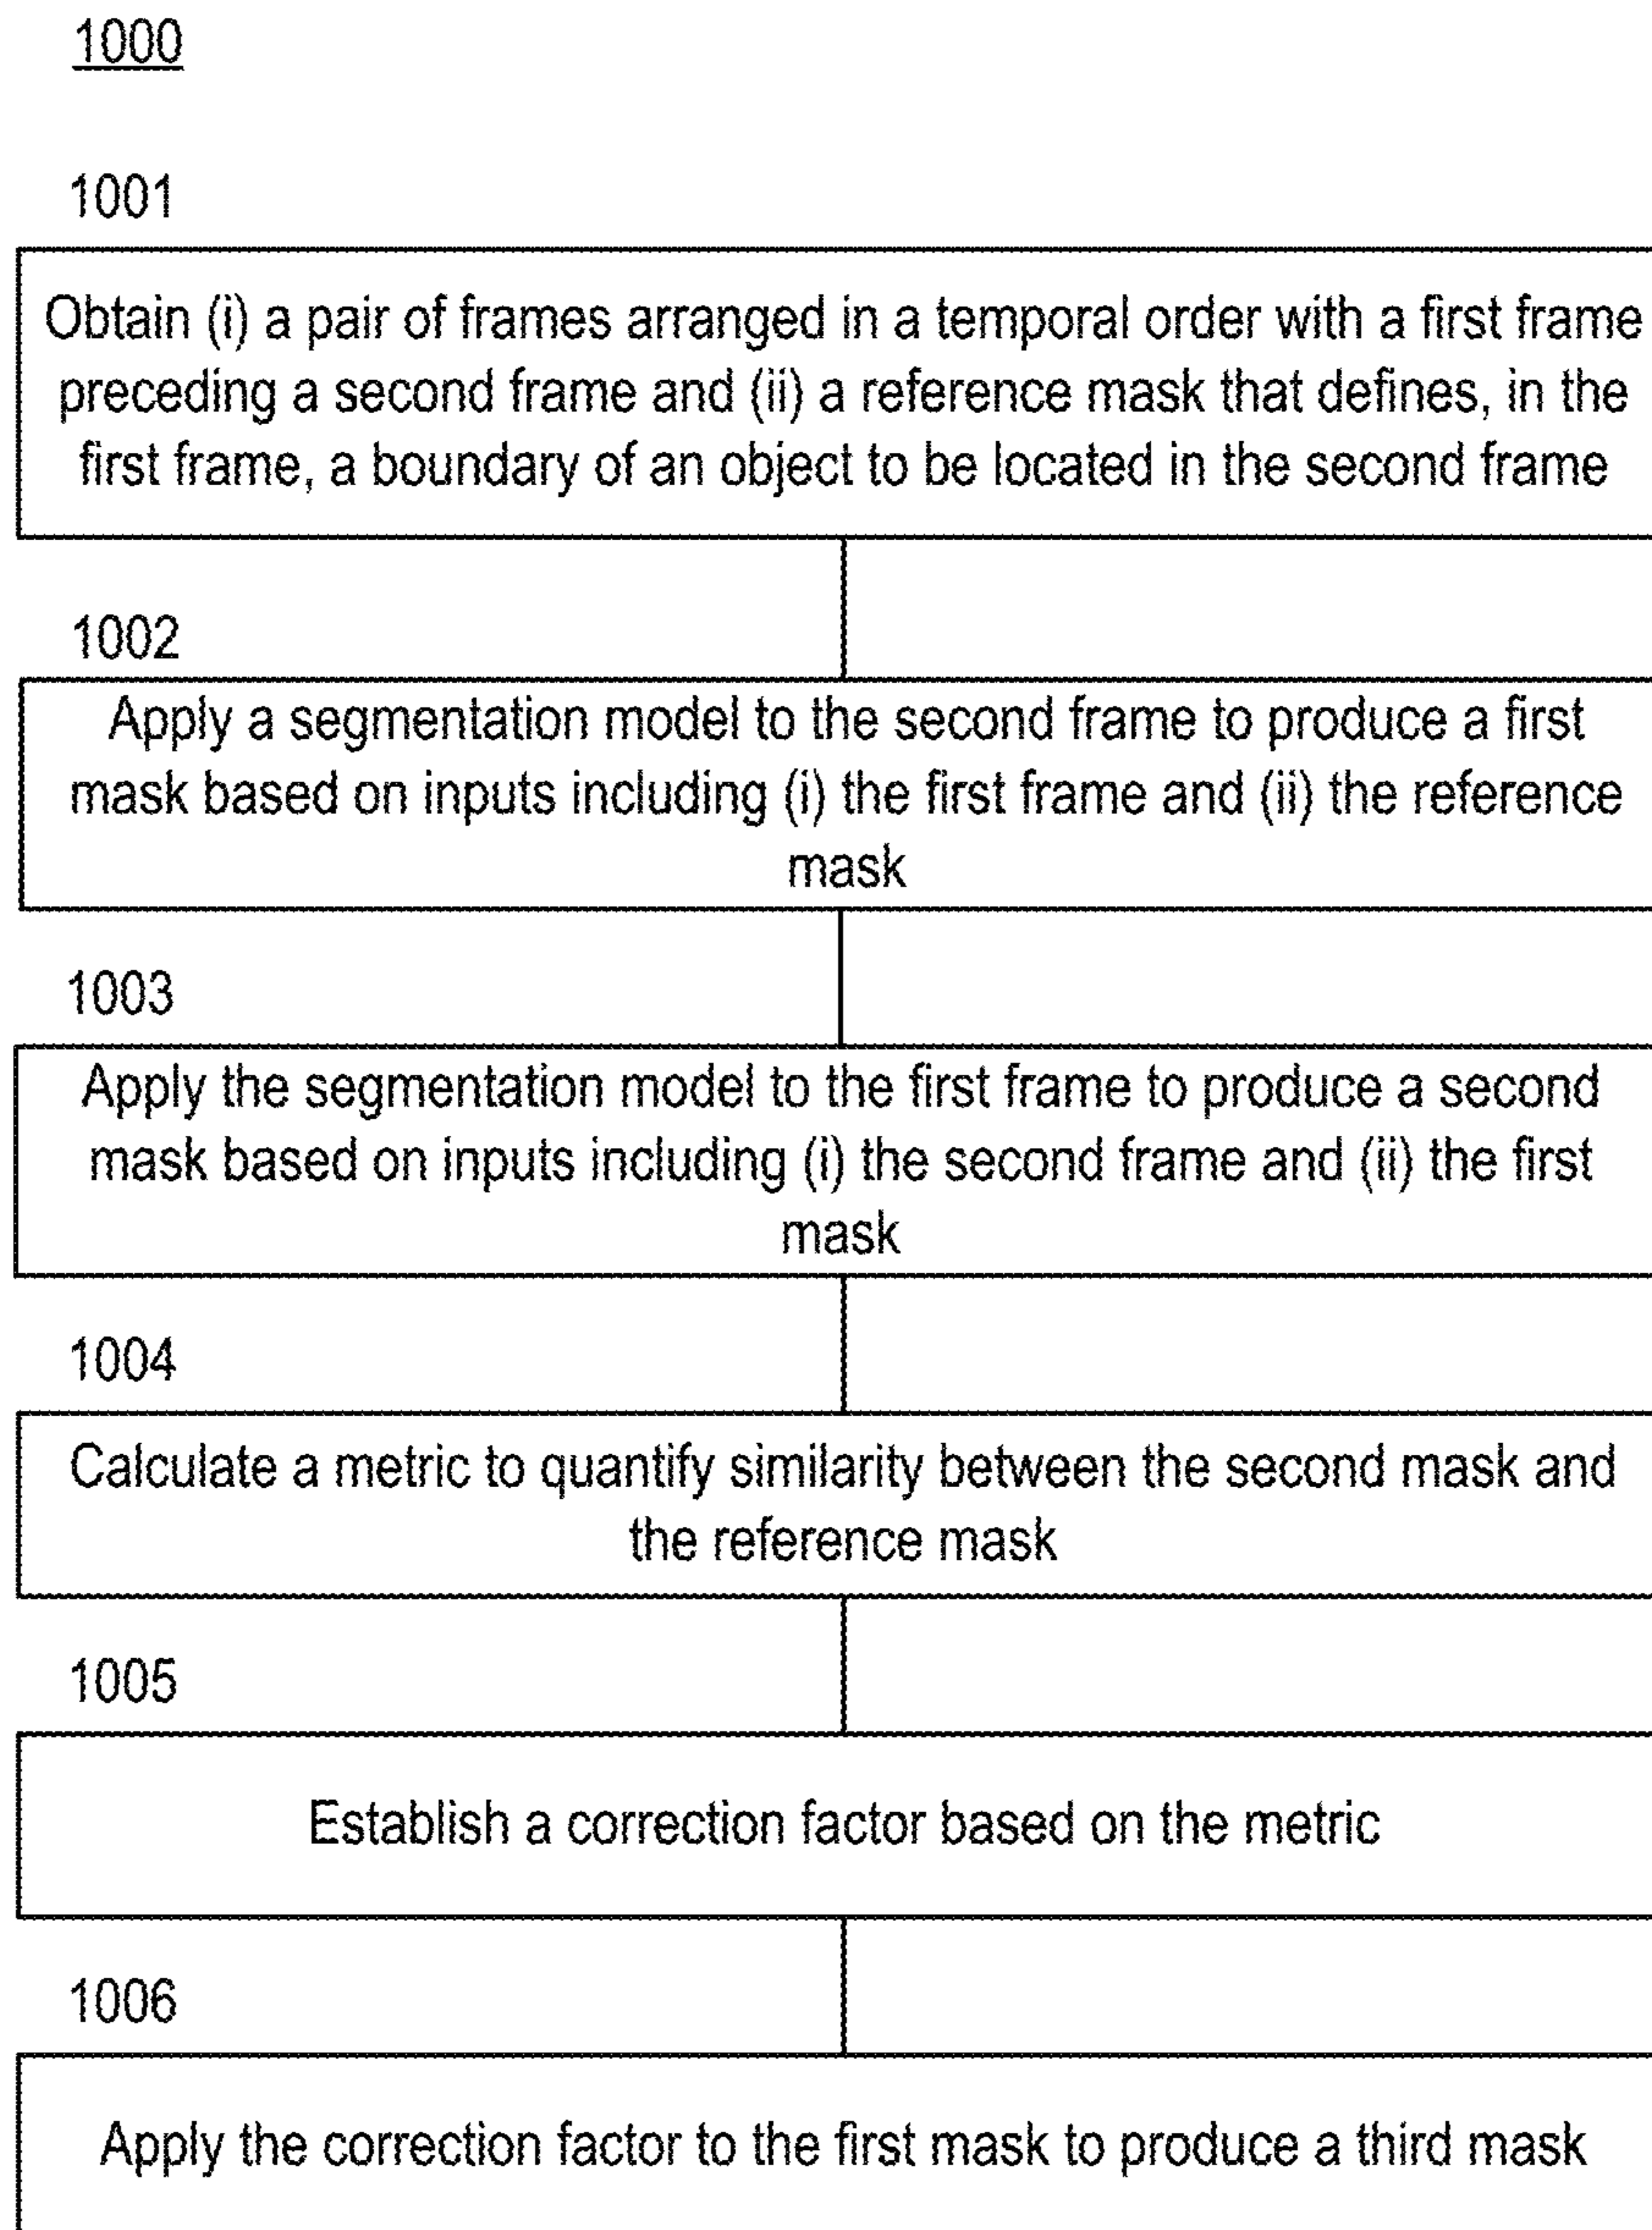 1000
1001
Obtain (i) a pair of frames arranged in a temporal order with a first frame
preceding a second frame and (ii) a reference mask that defines, in the
first frame, a boundary of an object to be located in the second frame
1002
Apply a segmentation model to the second frame to produce a first
mask based on inputs including (i) the first frame and (ii) the reference
mask
1003
Apply the segmentation model to the first frame to produce a second
mask based on inputs including (i) the second frame and (ii) the first
mask
1004
Calculate a metric to quantify similarity between the second mask and
the reference mask
1005
Establish a correction factor based on the metric
1006
Apply the correction factor to the first mask to produce a third mask